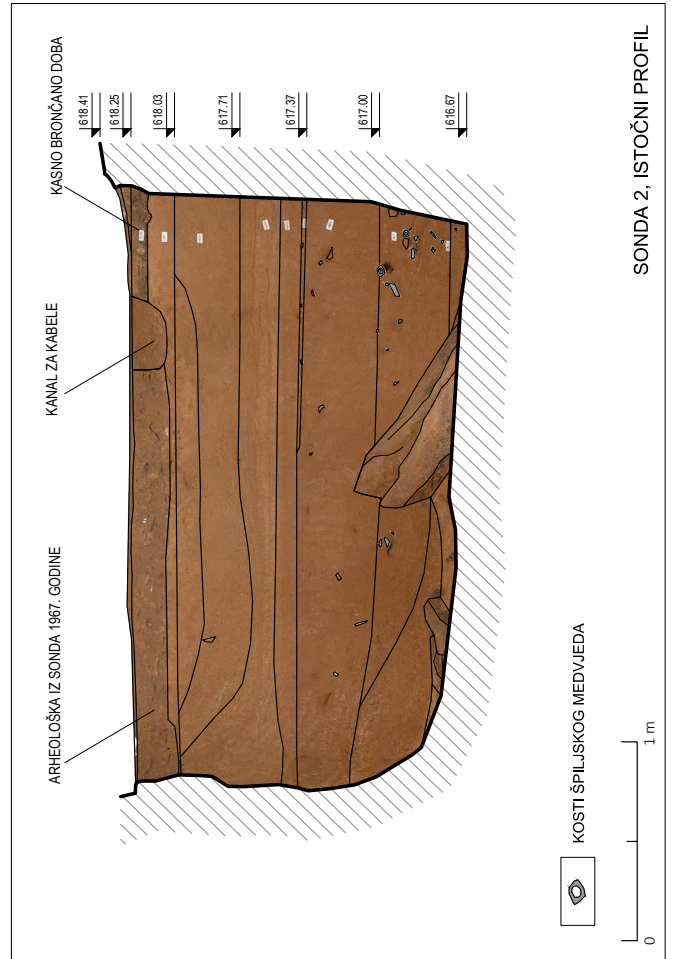 ARHEOLOŠKA IZ SONDA 1967. GODINE
KANAL ZA KABELE
KASNO BRONČANO DOBA
618.41
618.25
618.03
617.71
617.37
617.00
616.67
SONDA 2, ISTOČNI PROFIL
KOSTI ŠPILJSKOG MEDVJEDA
0
1 m